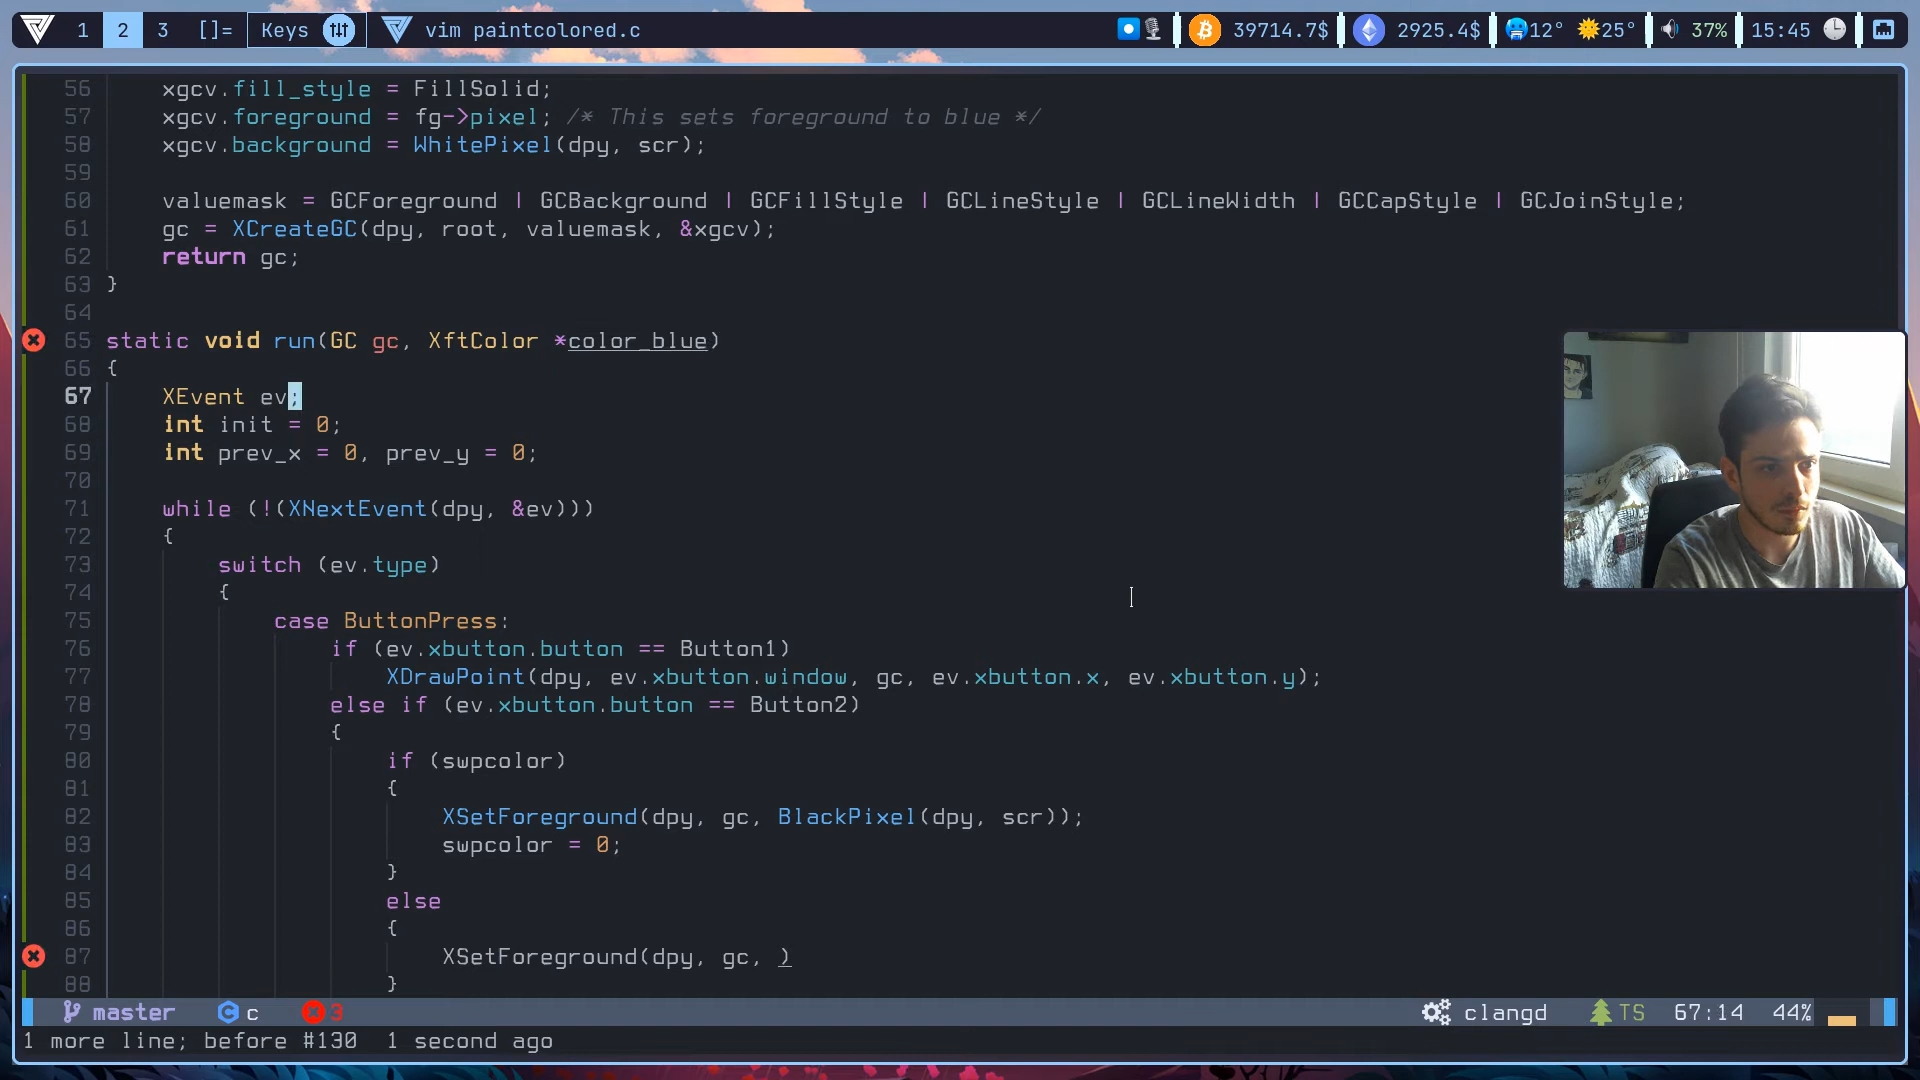 1 2 3 []= Keys vim paintcolored.c 39714.7$ 2925.4$ 12° 25° 37% 15:45
56 xgcv.fill_style = FillSolid;
57 xgcv.foreground = fg->pixel; /* This sets foreground to blue */
58 xgcv.background = WhitePixel(dpy, scr);
59
60 valuemask = GCForeground | GCBackground | GCFillStyle | GCLineStyle | GCLineWidth | GCCapStyle | GCJoinStyle;
61 gc = XCreateGC(dpy, root, valuemask, &xgcv);
62 return gc;
63 }
64
65 static void run(GC gc, XftColor *color_blue)
66 {
67 XEvent ev;
68 int init = 0;
69 int prev_x = 0, prev_y = 0;
70
71 while (!(XNextEvent(dpy, &ev)))
72 {
73 switch (ev.type)
74 {
75 case ButtonPress:
76 if (ev.xbutton.button == Button1)
77 XDrawPoint(dpy, ev.xbutton.window, gc, ev.xbutton.x, ev.xbutton.y);
78 else if (ev.xbutton.button == Button2)
79 {
80 if (swpcolor)
81 {
82 XSetForeground(dpy, gc, BlackPixel(dpy, scr));
83 swpcolor = 0;
84 }
85 else
86 {
87 XSetForeground(dpy, gc, )
88 }
master c 3 clangd TS 67:14 44%
1 more line; before #130 1 second ago